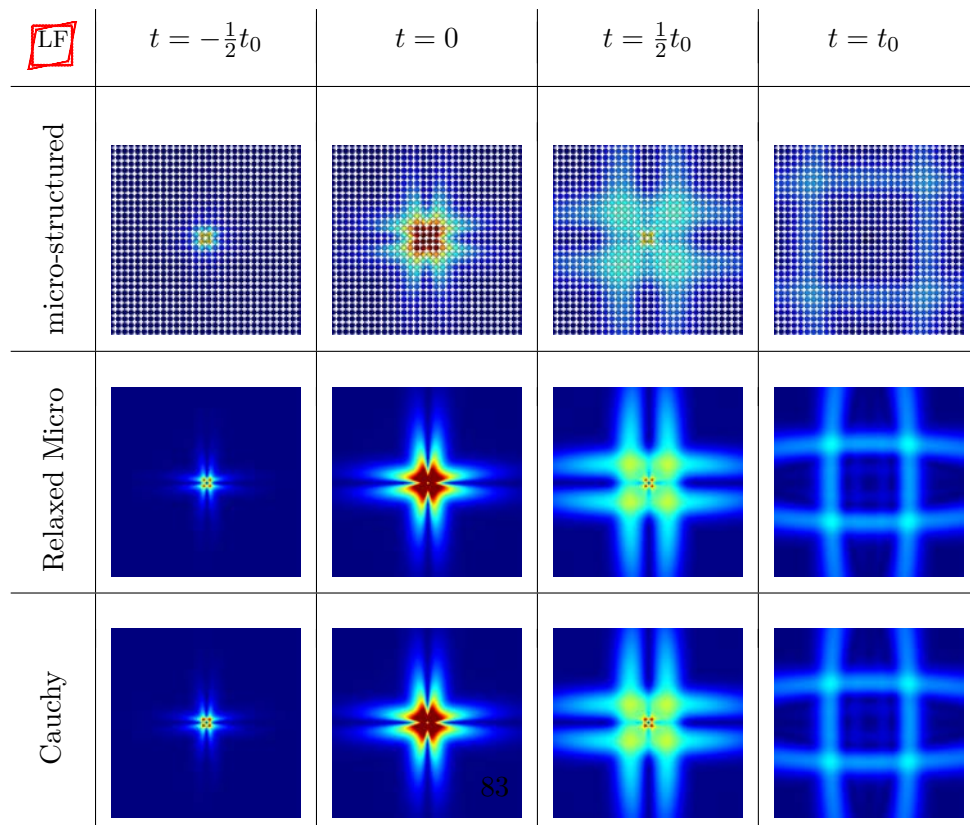 LF
t = −½t₀
t = 0
t = ½t₀
t = t₀
micro-structured
Relaxed Micro
Cauchy
83